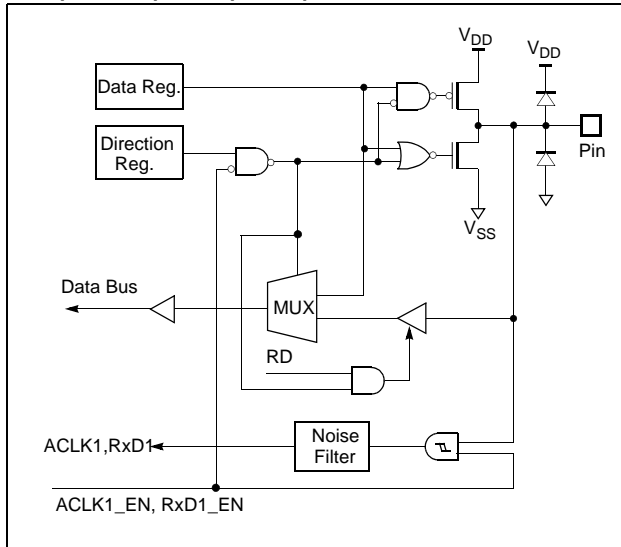 VDD
VDD
Data Reg.
Direction
Reg.
Pin
VSS
Data Bus
MUX
RD
Noise
Filter
ACLK1,RxD1
ACLK1_EN, RxD1_EN